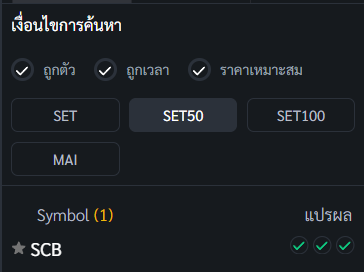 เงื่อนไขการค้นหา
ถูกตัว ถูกเวลา ราคาเหมาะสม
SET SET50 SET100
MAI
Symbol (1) แปรผล
SCB